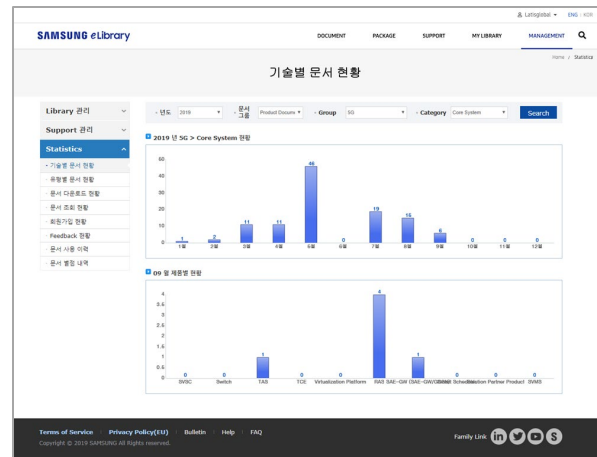 Latisglobal
ENG | KOR
SAMSUNG eLibrary
DOCUMENT
PACKAGE
SUPPORT
MY LIBRARY
MANAGEMENT
Home / Statistics
기술별 문서 현황
Library 관리
Support 관리
Statistics
- 기술별 문서 현황
유형별 문서 현황
문서 다운로드 현황
문서 조회 현황
회원가입 현황
Feedback 현황
문서 사용 이력
문서 별점 내역
- 년도 2019
- 문서 그룹 Product Docume
- Group 5G
- Category Core System
Search
2019 년 5G > Core System 현황
60
50
40
30
20
10
0
1 2 11 11 46 0 19 15 6 0 0 0
1월 2월 3월 4월 5월 6월 7월 8월 9월 10월 11월 12월
09 월 제품별 현황
4
3.5
3
2.5
2
1.5
1
0.5
0
0 0 1 0 0 4 1 0 0 0
SVSC Switch TAS TCE Virtualization Platform RAS SAE-GW (SAE-GW/ Solution Partner Product SVMS
Terms of Service Privacy Policy(EU) Bulletin Help FAQ
Copyright © 2019 SAMSUNG All Rights reserved.
Family Link in S